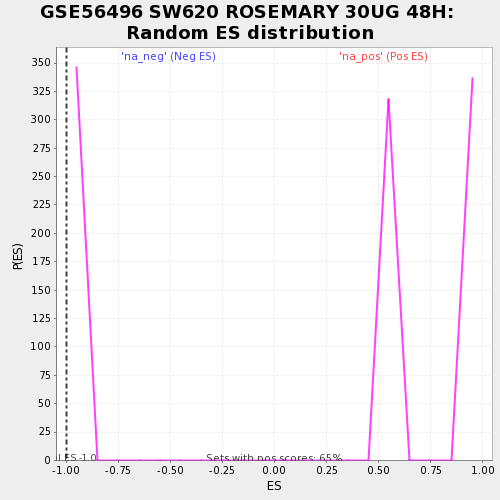 GSE56496 SW620 ROSEMARY 30UG 48H:
Random ES distribution
'na_neg' (Neg ES) 'na_pos' (Pos ES)
350
325
300
275
250
225
200
175
150
125
100
75
50
25
0
P(ES)
ES -1.0 Sets with pos scores: 65%
-1.00 -0.75 -0.50 -0.25 0.00 0.25 0.50 0.75 1.00
ES